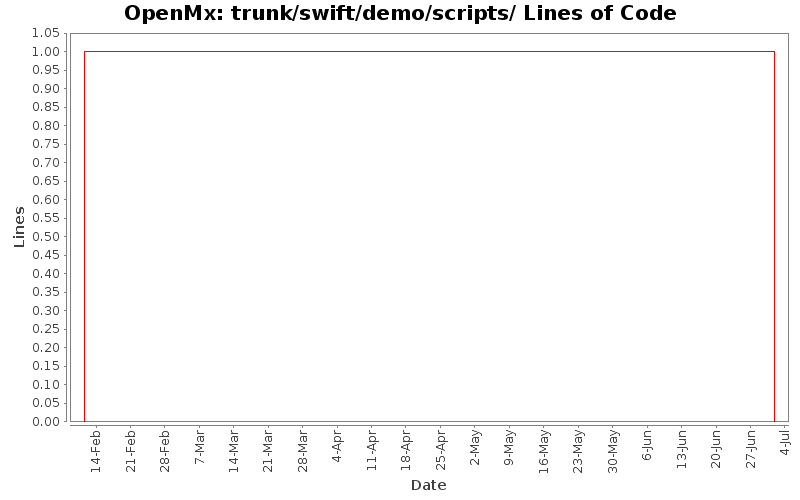 OpenMx: trunk/swift/demo/scripts/ Lines of Code
1.05
1.00
0.95
0.90
0.85
0.80
0.75
0.70
0.65
0.60
0.55
0.50
0.45
0.40
0.35
0.30
0.25
0.20
0.15
0.10
0.05
0.00
Lines
14-Feb
21-Feb
28-Feb
7-Mar
14-Mar
21-Mar
28-Mar
4-Apr
11-Apr
18-Apr
25-Apr
2-May
9-May
16-May
23-May
30-May
6-Jun
13-Jun
20-Jun
27-Jun
4-Jul
Date